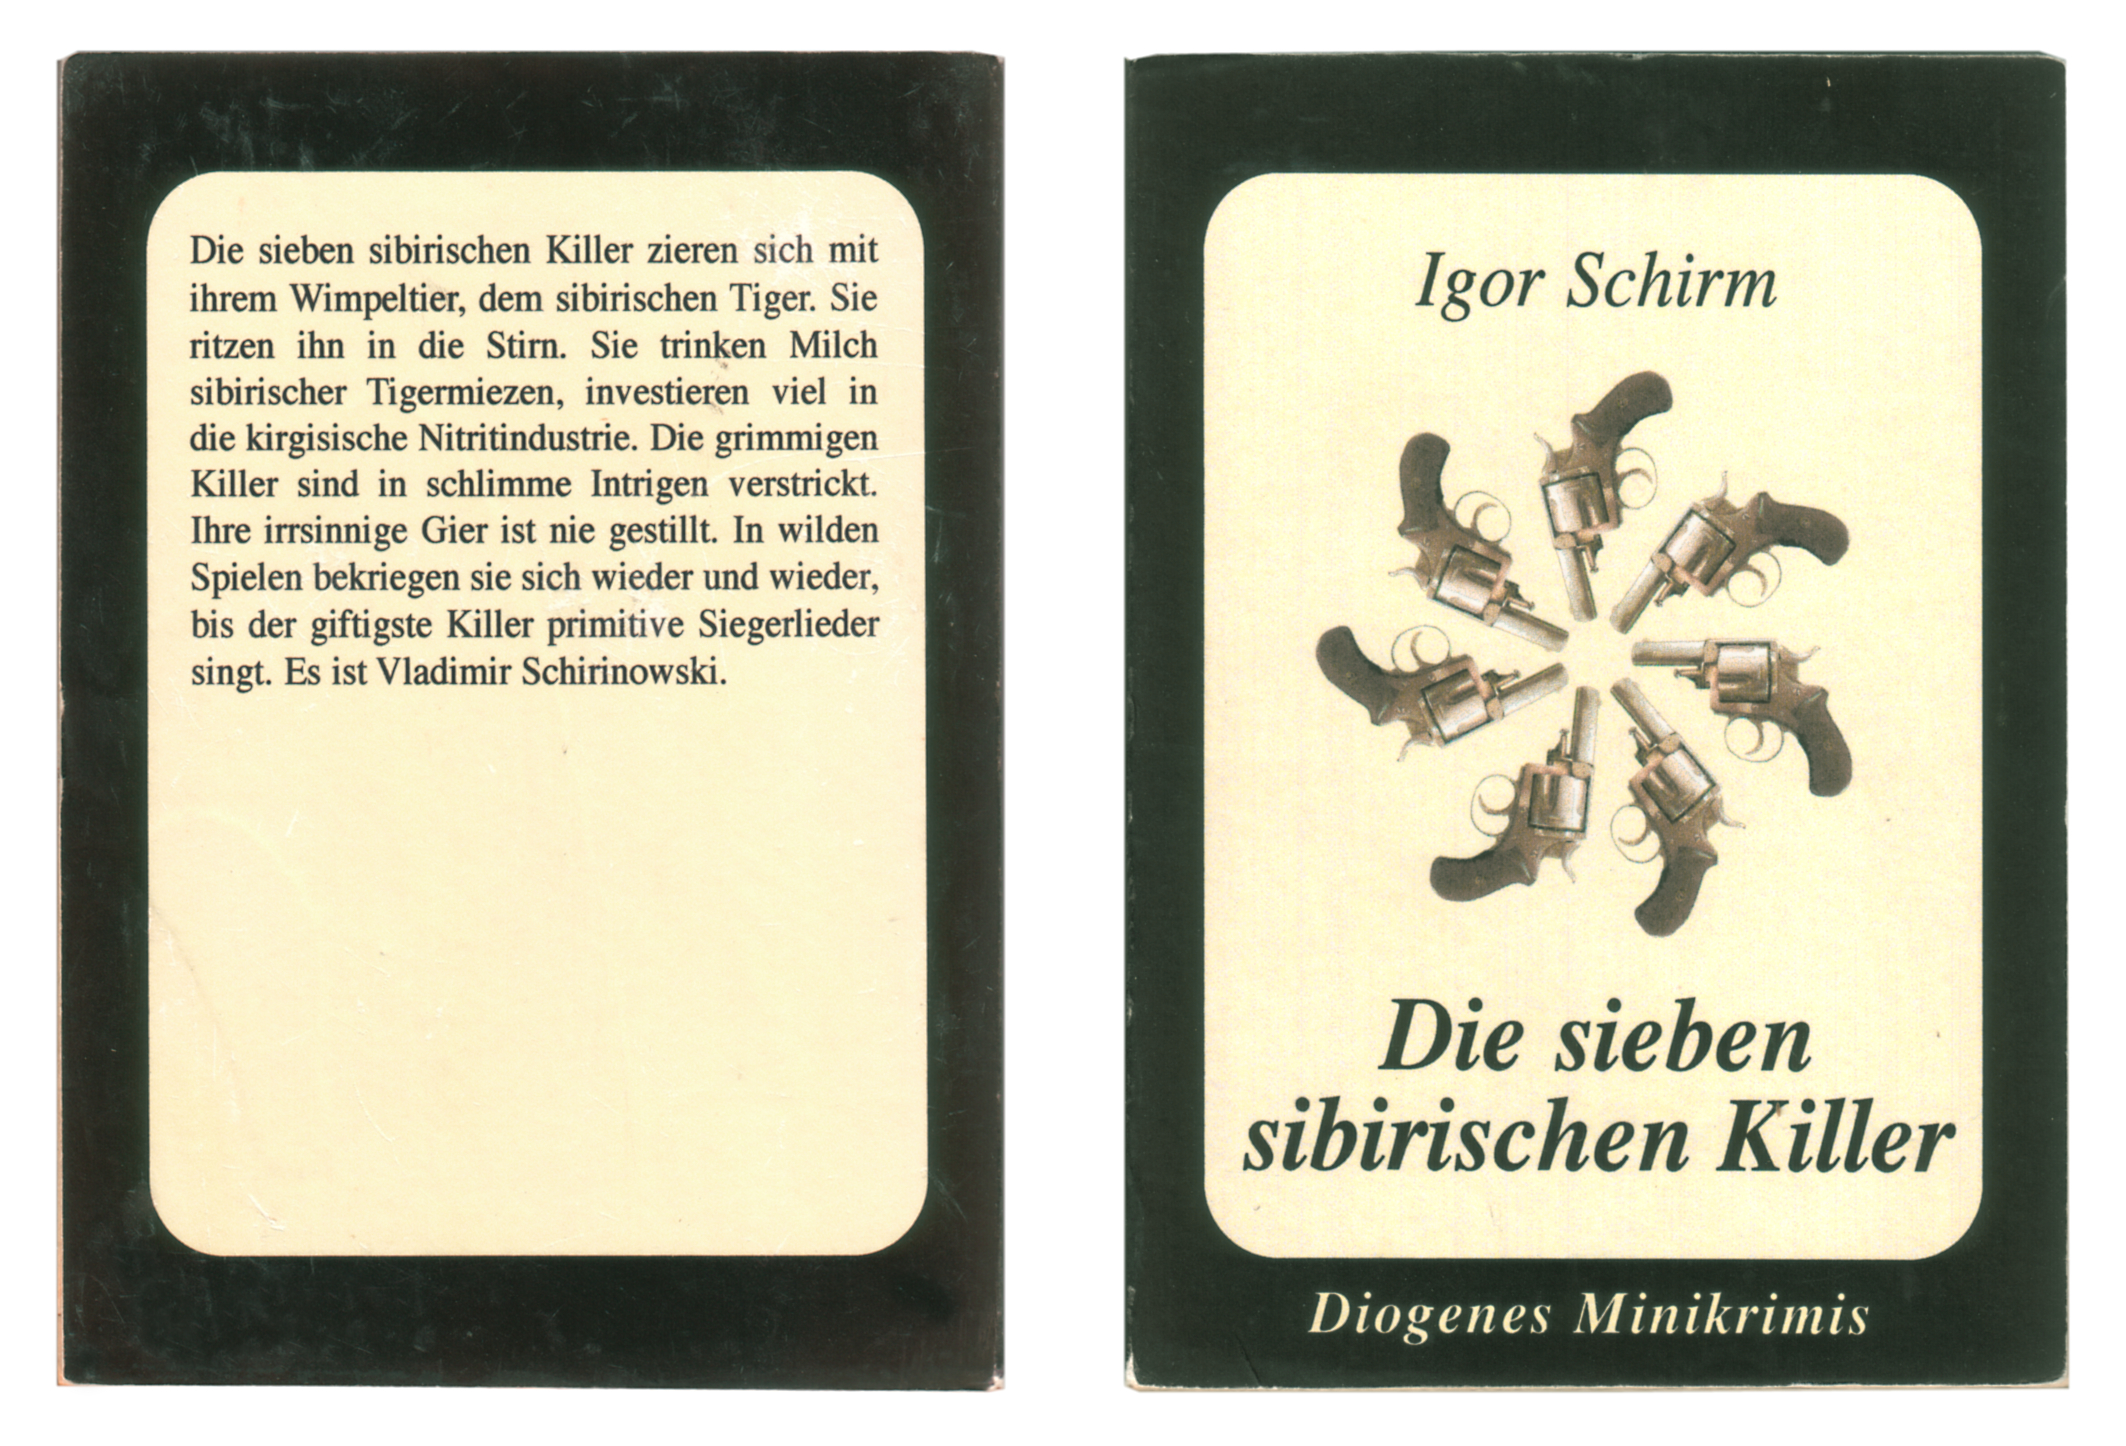 Die sieben sibirischen Killer zieren sich mit
ihrem Wimpeltier, dem sibirischen Tiger. Sie
ritzen ihn in die Stirn. Sie trinken Milch
sibirischer Tigermiezen, investieren viel in
die kirgisische Nitritindustrie. Die grimmigen
Killer sind in schlimme Intrigen verstrickt.
Ihre irrsinnige Gier ist nie gestillt. In wilden
Spielen bekriegen sie sich wieder und wieder,
bis der giftigste Killer primitive Siegerlieder
singt. Es ist Vladimir Schirinowski.
Igor Schirm
Die sieben
sibirischen Killer
Diogenes Minikrimis